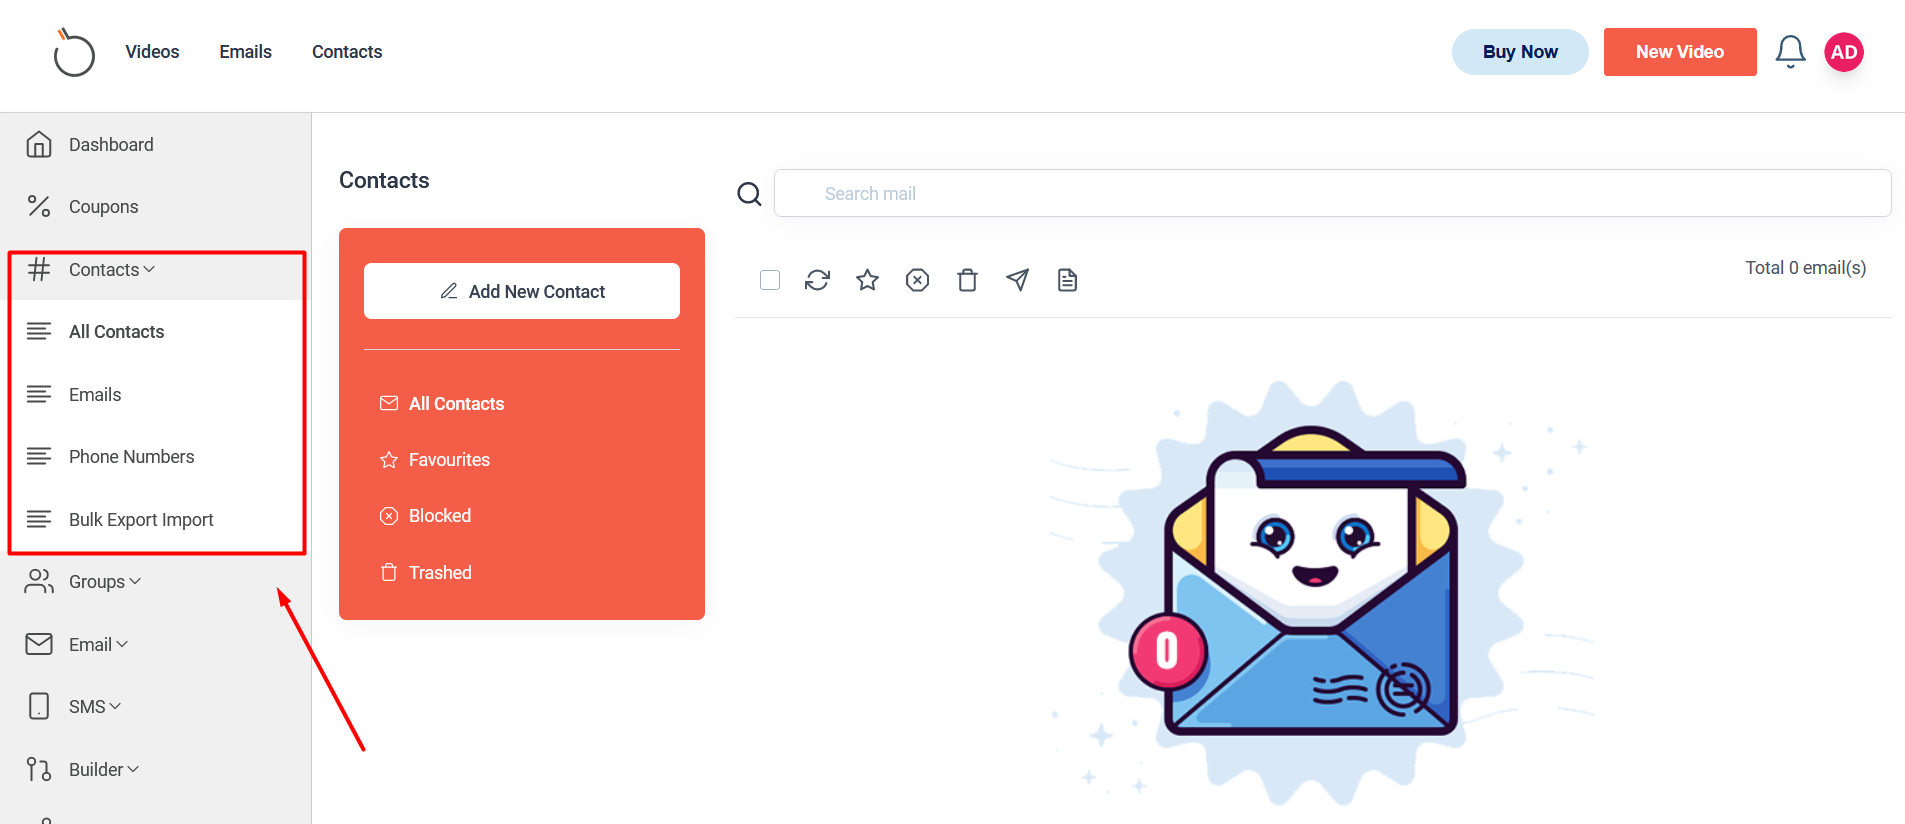 Videos
Emails
Contacts
Buy Now
New Video
AD
Dashboard
Coupons
Contacts
All Contacts
Emails
Phone Numbers
Bulk Export Import
Groups
Email
SMS
Builder
Contacts
Add New Contact
All Contacts
Favourites
Blocked
Trashed
Search mail
Total 0 email(s)
0